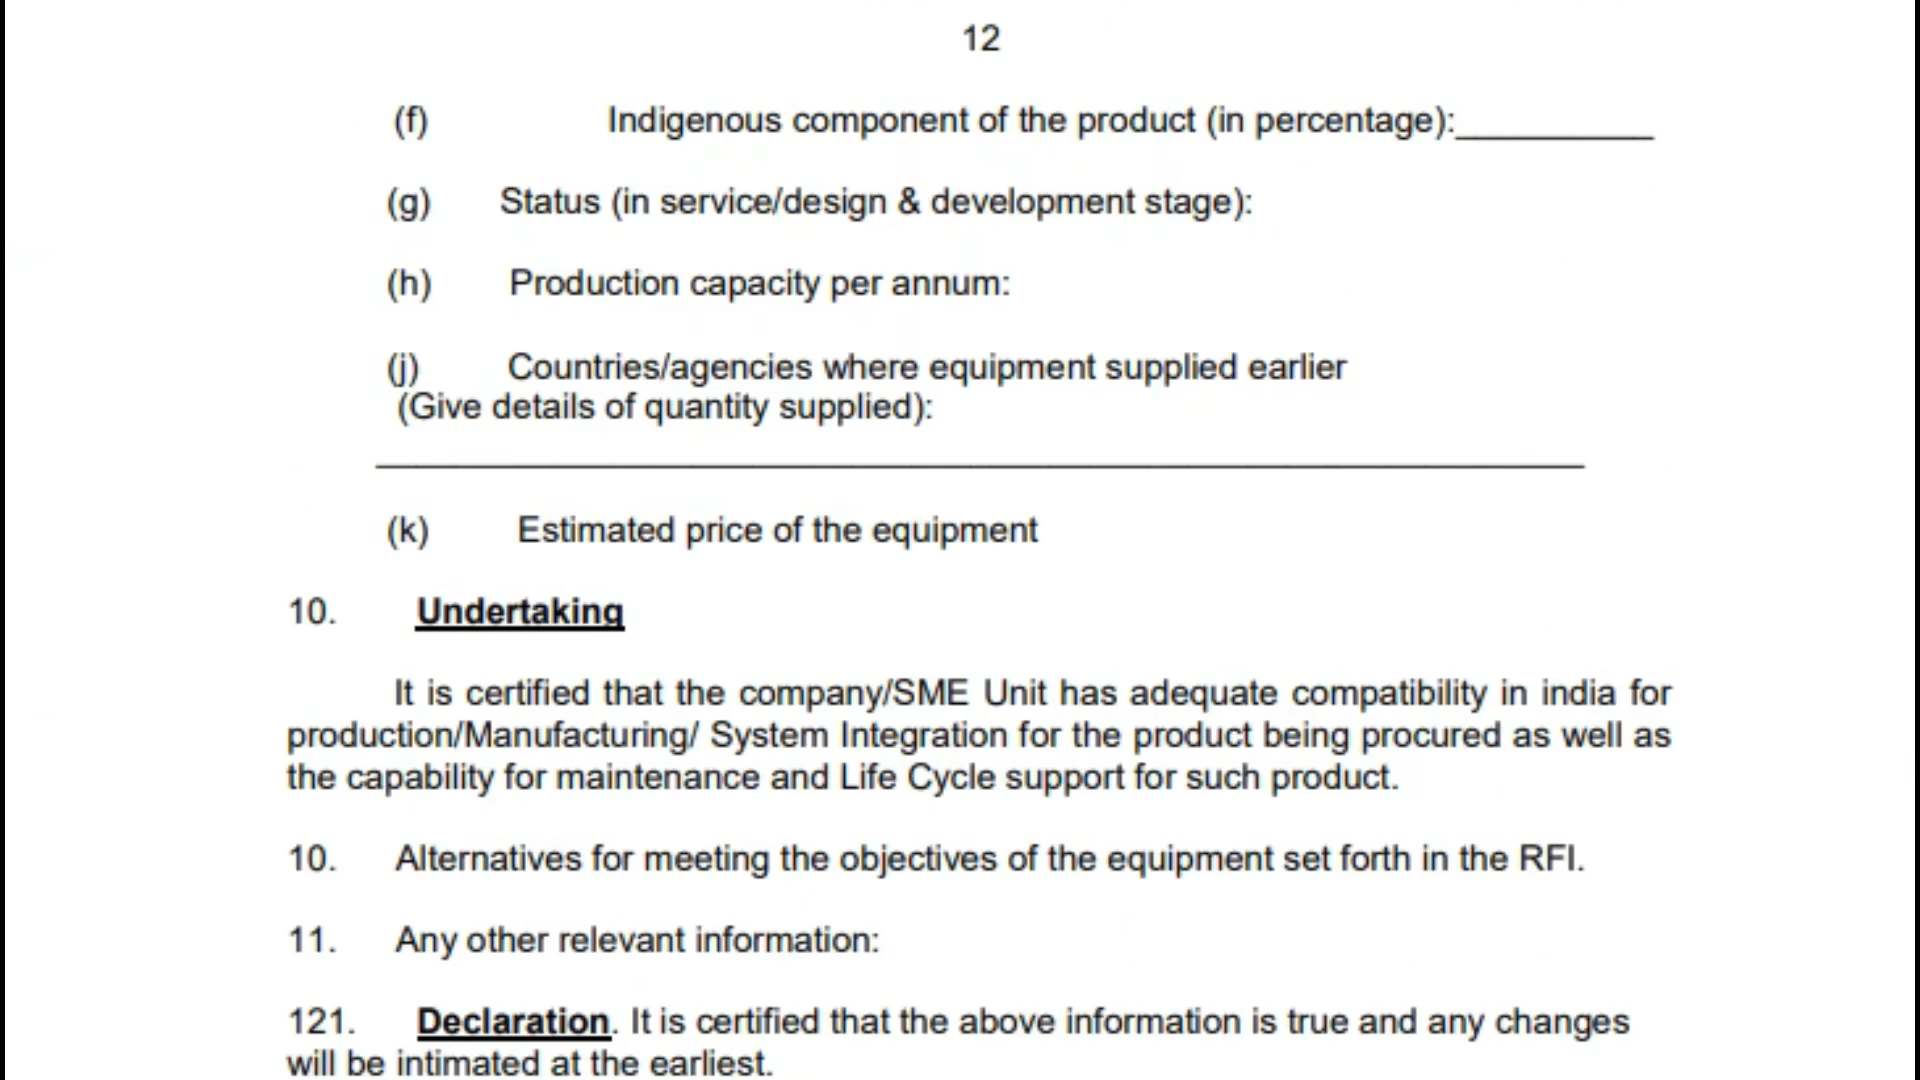 12
(f) Indigenous component of the product (in percentage):__________
(g) Status (in service/design & development stage):
(h) Production capacity per annum:
(j) Countries/agencies where equipment supplied earlier
(Give details of quantity supplied):
(k) Estimated price of the equipment
10. Undertaking
It is certified that the company/SME Unit has adequate compatibility in india for
production/Manufacturing/ System Integration for the product being procured as well as
the capability for maintenance and Life Cycle support for such product.
10. Alternatives for meeting the objectives of the equipment set forth in the RFI.
11. Any other relevant information:
121. Declaration. It is certified that the above information is true and any changes
will be intimated at the earliest.